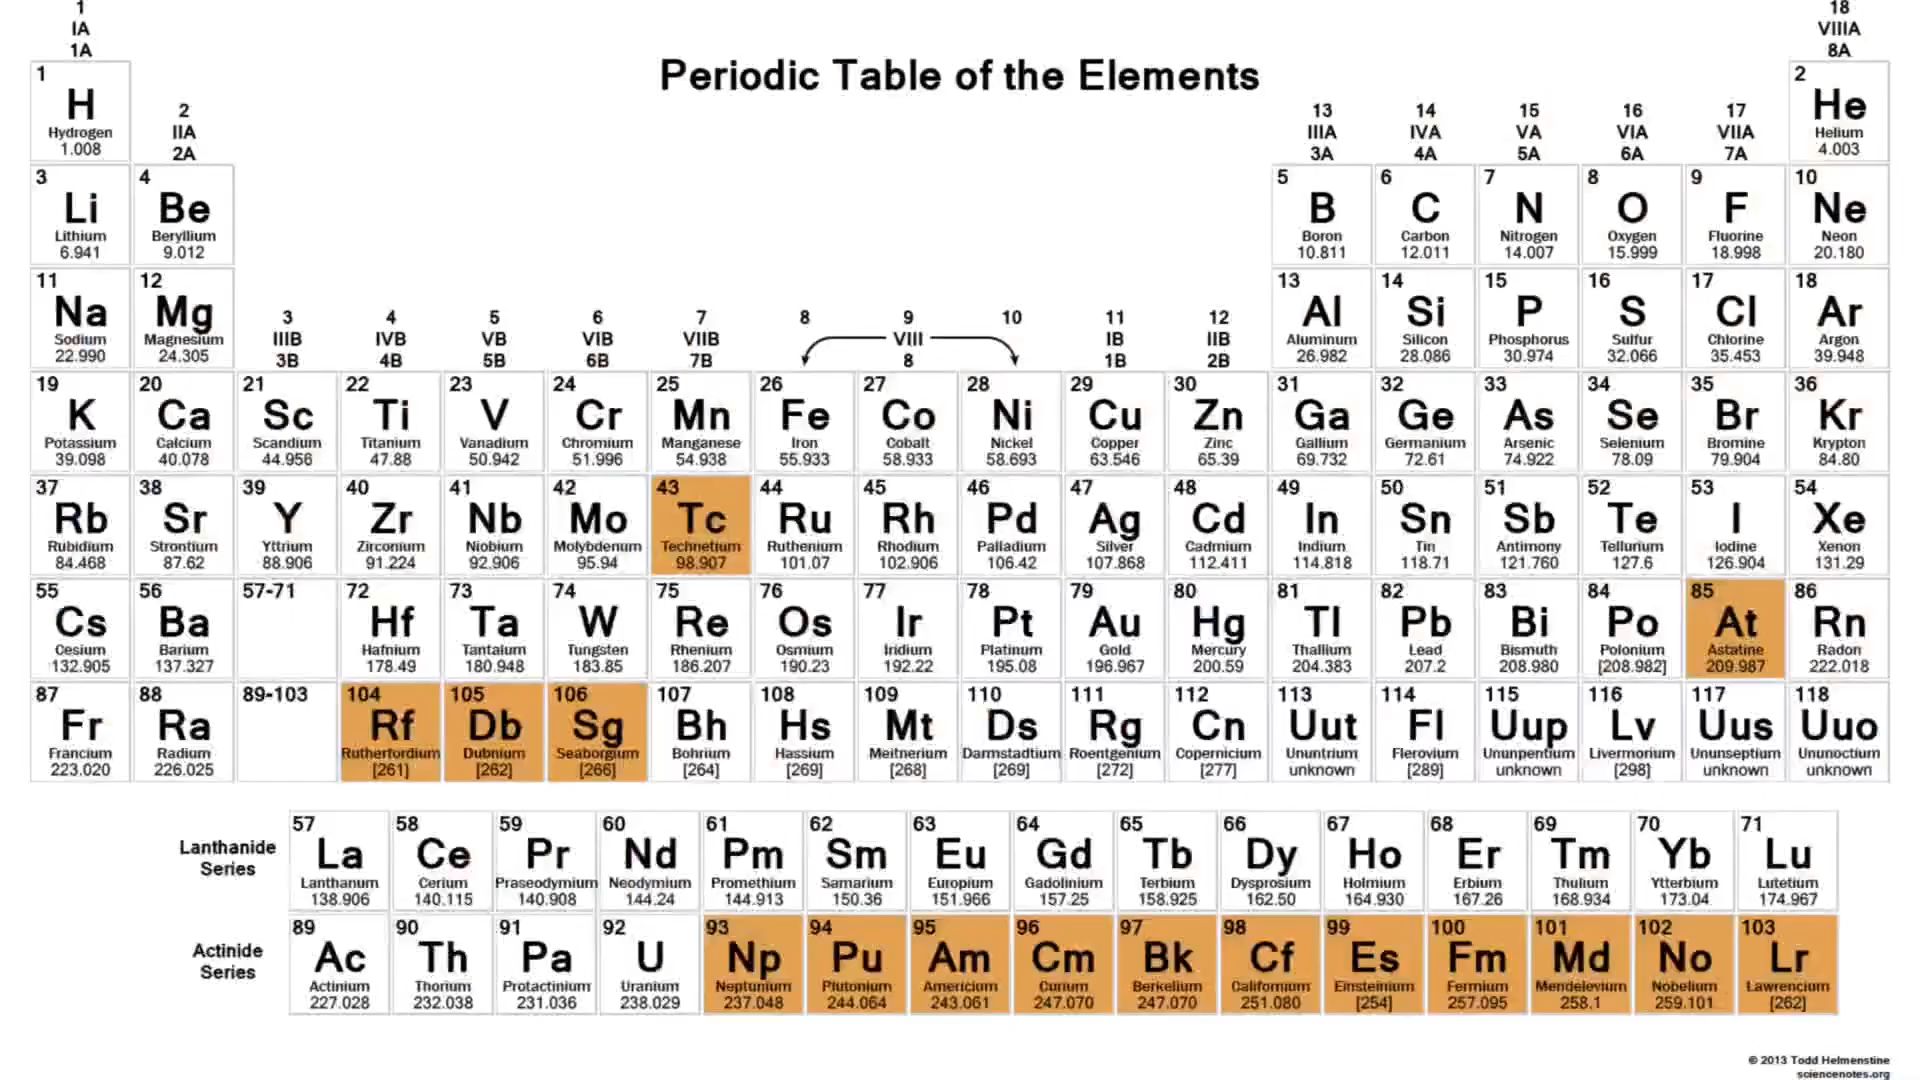 1 18
IA VIIIA
1A 8A
Periodic Table of the Elements
1 2
H He
Hydrogen Helium
1.008 4.003
2 13 14 15 16 17
IIA IIIA IVA VA VIA VIIA
2A 3A 4A 5A 6A 7A
3 4 5 6 7 8 9 10
Li Be B C N O F Ne
Lithium Beryllium Boron Carbon Nitrogen Oxygen Fluorine Neon
6.941 9.012 10.811 12.011 14.007 15.999 18.998 20.180
11 12 13 14 15 16 17 18
Na Mg Al Si P S Cl Ar
Sodium Magnesium Aluminum Silicon Phosphorus Sulfur Chlorine Argon
22.990 24.305 26.982 28.086 30.974 32.066 35.453 39.948
3 4 5 6 7 8 9 10 11 12
IIIB IVB VB VIB VIIB VIII IB IIB
3B 4B 5B 6B 7B 8 1B 2B
19 20 21 22 23 24 25 26 27 28 29 30 31 32 33 34 35 36
K Ca Sc Ti V Cr Mn Fe Co Ni Cu Zn Ga Ge As Se Br Kr
Potassium Calcium Scandium Titanium Vanadium Chromium Manganese Iron Cobalt Nickel Copper Zinc Gallium Germanium Arsenic Selenium Bromine Krypton
39.098 40.078 44.956 47.88 50.942 51.996 54.938 55.933 58.933 58.693 63.546 65.39 69.732 72.61 74.922 78.09 79.904 84.80
37 38 39 40 41 42 43 44 45 46 47 48 49 50 51 52 53 54
Rb Sr Y Zr Nb Mo Tc Ru Rh Pd Ag Cd In Sn Sb Te I Xe
Rubidium Strontium Yttrium Zirconium Niobium Molybdenum Technetium Ruthenium Rhodium Palladium Silver Cadmium Indium Tin Antimony Tellurium Iodine Xenon
84.468 87.62 88.906 91.224 92.906 95.94 98.907 101.07 102.906 106.42 107.868 112.411 114.818 118.71 121.760 127.6 126.904 131.29
55 56 57-71 72 73 74 75 76 77 78 79 80 81 82 83 84 85 86
Cs Ba Hf Ta W Re Os Ir Pt Au Hg Tl Pb Bi Po At Rn
Cesium Barium Hafnium Tantalum Tungsten Rhenium Osmium Iridium Platinum Gold Mercury Thallium Lead Bismuth Polonium Astatine Radon
132.905 137.327 178.49 180.948 183.85 186.207 190.23 192.22 195.08 196.967 200.59 204.383 207.2 208.980 [208.982] 209.987 222.018
87 88 89-103 104 105 106 107 108 109 110 111 112 113 114 115 116 117 118
Fr Ra Rf Db Sg Bh Hs Mt Ds Rg Cn Uut Fl Uup Lv Uus Uuo
Francium Radium Rutherfordium Dubnium Seaborgium Bohrium Hassium Meitnerium Darmstadtium Roentgenium Copernicium Ununtrium Flerovium Ununpentium Livermorium Ununseptium Ununoctium
223.020 226.025 [261] [262] [266] [264] [269] [268] [269] [272] [277] unknown [289] unknown [298] unknown unknown
Lanthanide
Series
57 58 59 60 61 62 63 64 65 66 67 68 69 70 71
La Ce Pr Nd Pm Sm Eu Gd Tb Dy Ho Er Tm Yb Lu
Lanthanum Cerium Praseodymium Neodymium Promethium Samarium Europium Gadolinium Terbium Dysprosium Holmium Erbium Thulium Ytterbium Lutetium
138.906 140.115 140.908 144.24 144.913 150.36 151.966 157.25 158.925 162.50 164.930 167.26 168.934 173.04 174.967
Actinide
Series
89 90 91 92 93 94 95 96 97 98 99 100 101 102 103
Ac Th Pa U Np Pu Am Cm Bk Cf Es Fm Md No Lr
Actinium Thorium Protactinium Uranium Neptunium Plutonium Americium Curium Berkelium Californium Einsteinium Fermium Mendelevium Nobelium Lawrencium
227.028 232.038 231.036 238.029 237.048 244.064 243.061 247.070 247.070 251.080 [254] 257.095 258.1 259.101 [262]
© 2013 Todd Helmenstine
sciencenotes.org